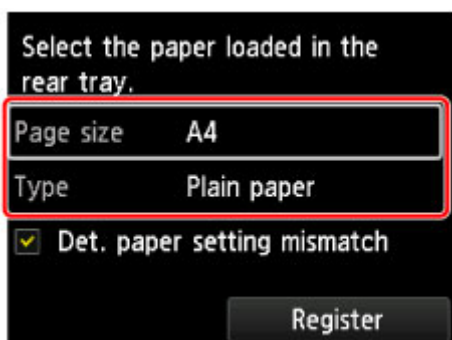 Select the paper loaded in the
rear tray.
Page size A4
Type Plain paper
Det. paper setting mismatch
Register